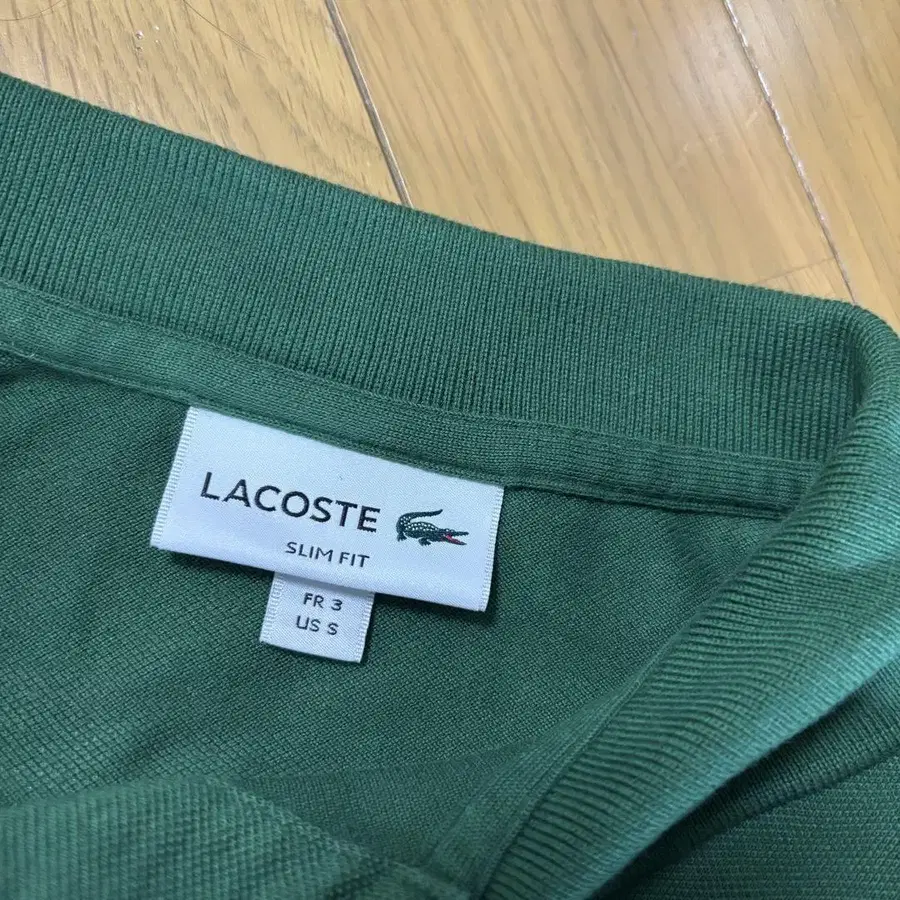 LACOSTE
SLIM FIT
FR 3
US S